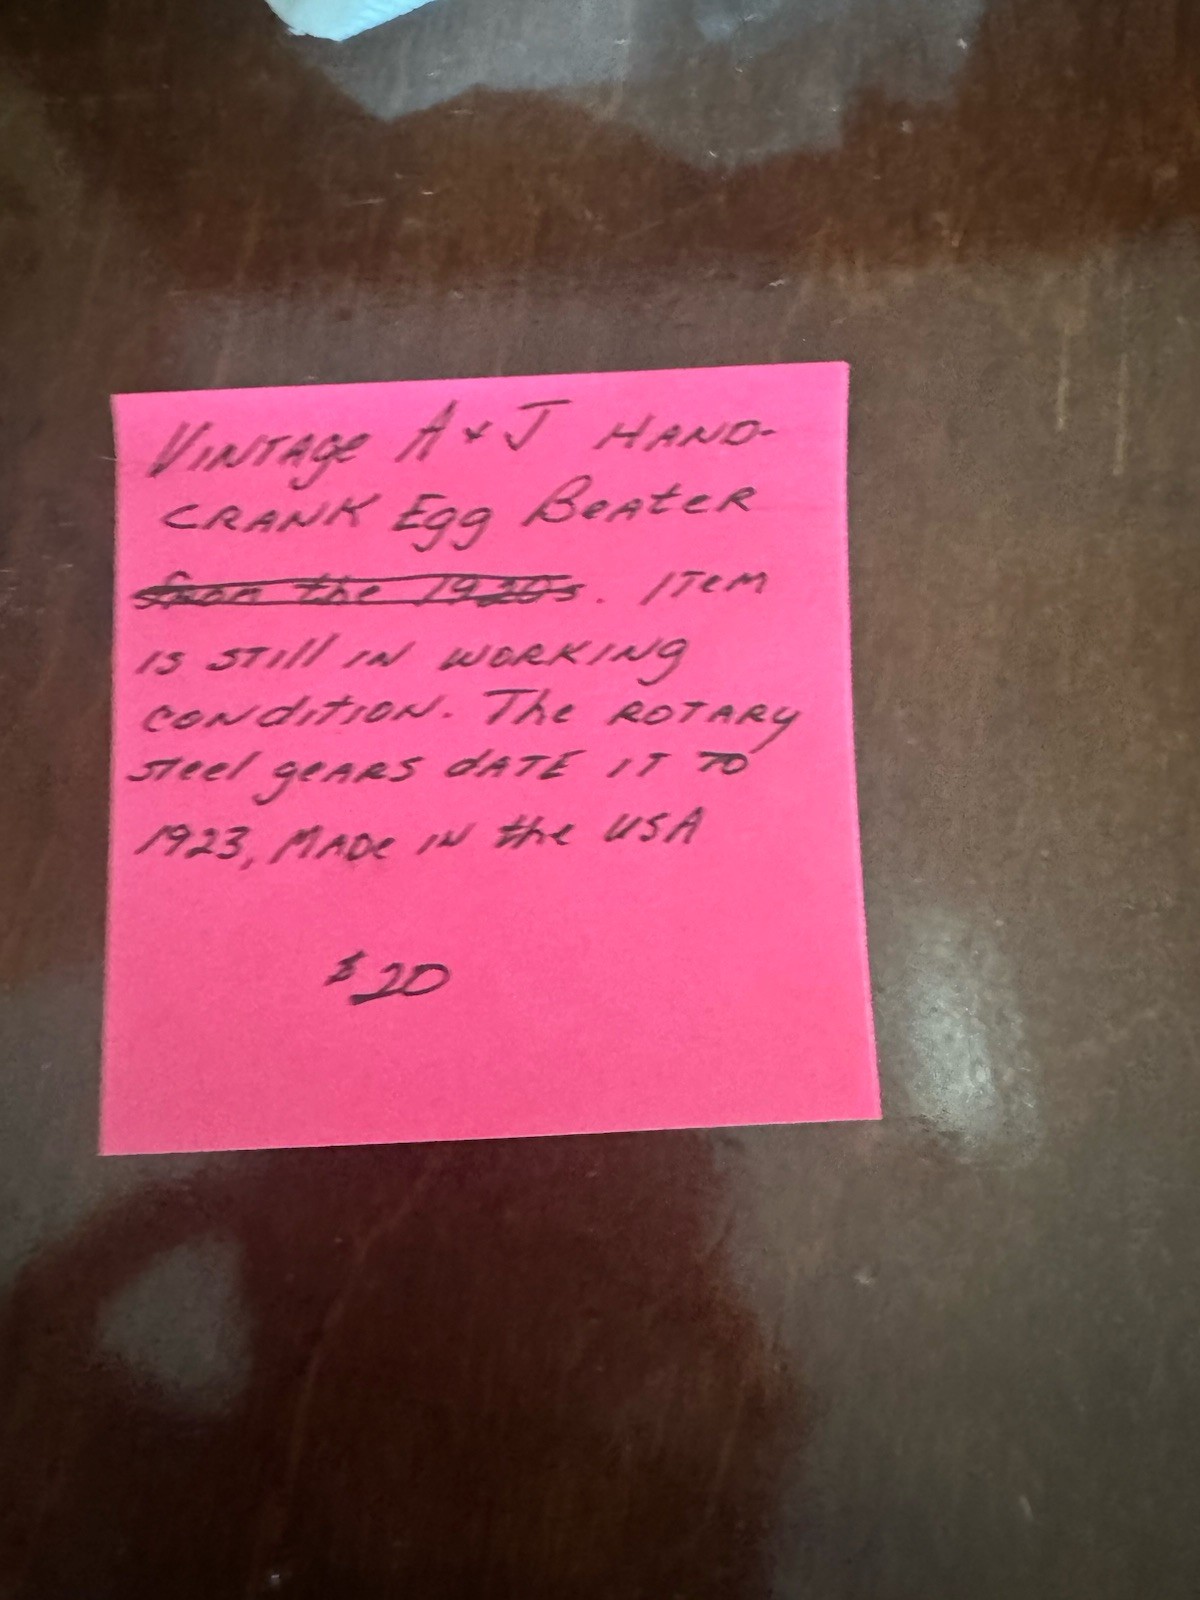 Vintage A + J Hand-
crank Egg Beater
from the 1920s. Item
is still in working
condition. The rotary
steel gears date it to
1923, Made in the USA
$20